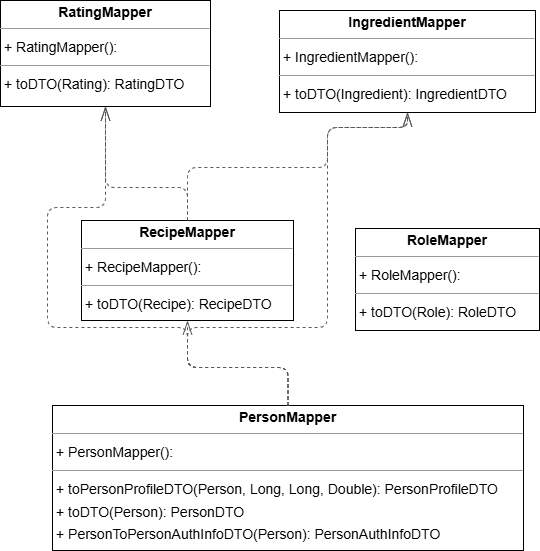 RatingMapper
+ RatingMapper():
+ toDTO(Rating): RatingDTO
IngredientMapper
+ IngredientMapper():
+ toDTO(Ingredient): IngredientDTO
RecipeMapper
+ RecipeMapper():
+ toDTO(Recipe): RecipeDTO
RoleMapper
+ RoleMapper():
+ toDTO(Role): RoleDTO
PersonMapper
+ PersonMapper():
+ toPersonProfileDTO(Person, Long, Long, Double): PersonProfileDTO
+ toDTO(Person): PersonDTO
+ PersonToPersonAuthInfoDTO(Person): PersonAuthInfoDTO